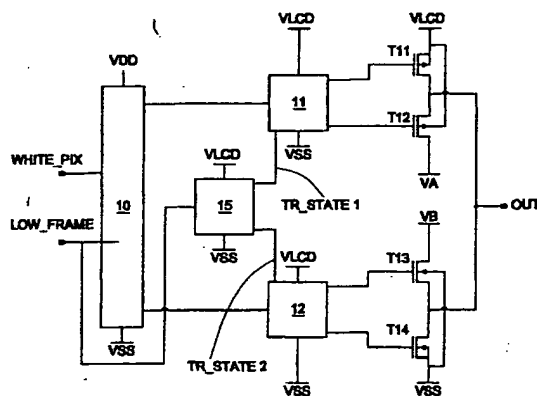 VLCD
VLCD
T11
VDD
11
T12
VLCD
VSS
WHITE_PIX
VA
10
15
TR_STATE 1
OUT
LOW_FRAME
VB
VSS
VLCD
T13
12
T14
VSS
TR_STATE 2
VSS
VSS